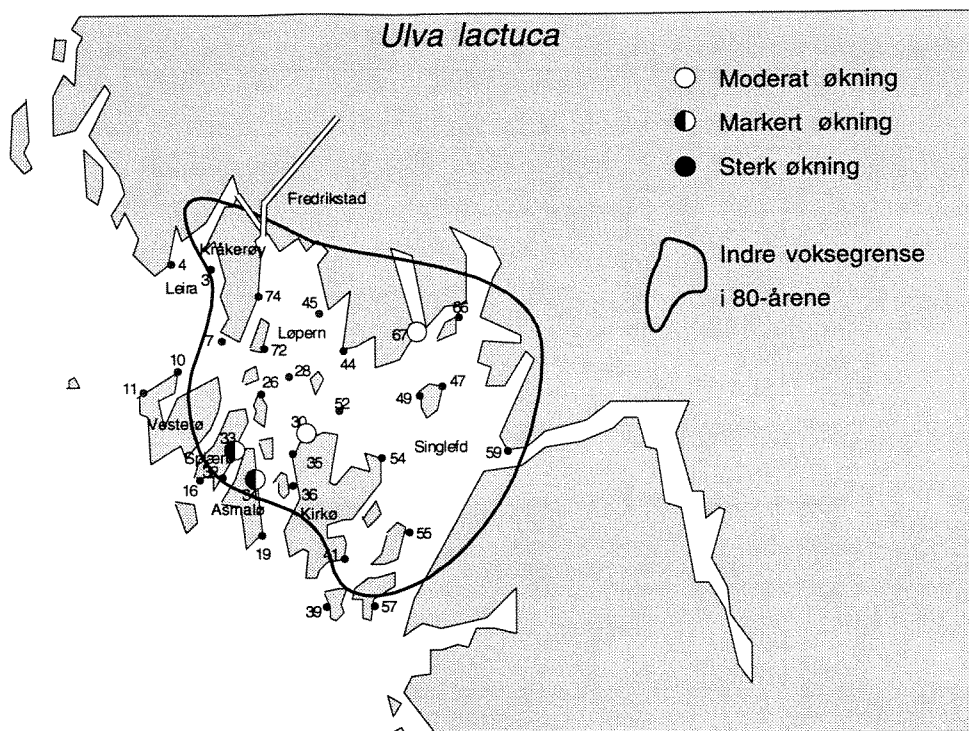 Ulva lactuca
Moderat økning
Markert økning
Sterk økning
Indre voksegrense
i 80-årene
Fredrikstad
Kråkerøy
4
3
Leira
74
45
Løpern
66
67
7
72
44
10
28
47
11
26
49
52
Vesterø
30
33
Singlefd
59
35
54
16
36
Asmalø
Kirkø
19
55
41
39
57